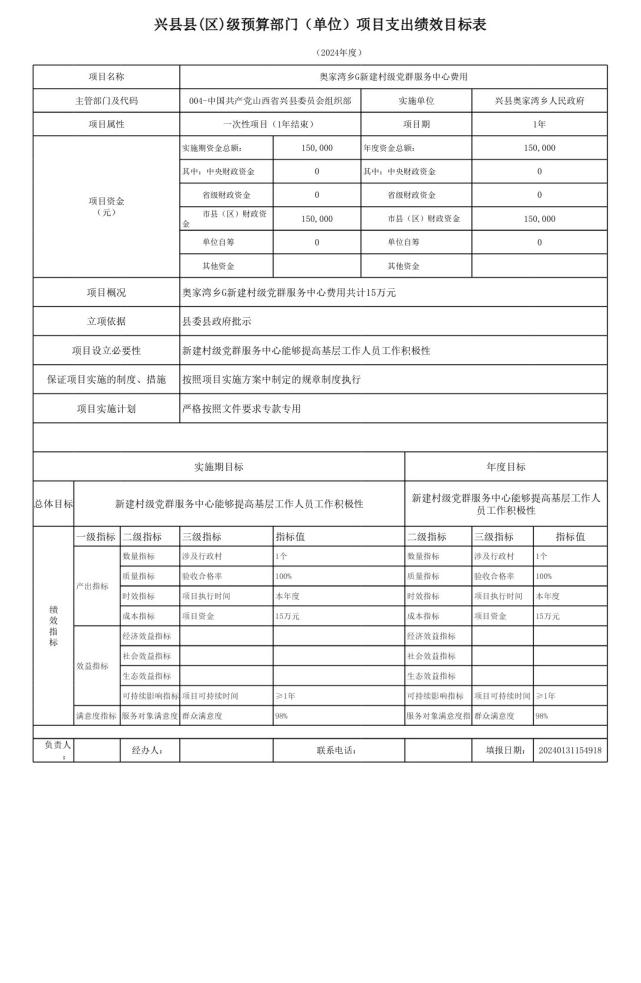 兴县县(区)级预算部门（单位）项目支出绩效目标表
（2024年度）
项目名称 奥家湾乡G新建村级党群服务中心费用
主管部门及代码 004-中国共产党山西省兴县委员会组织部 实施单位 兴县奥家湾乡人民政府
项目属性 一次性项目（1年结束） 项目期 1年
项目资金
（元）
实施期资金总额: 150,000 年度资金总额: 150,000
其中: 中央财政资金 0 其中: 中央财政资金 0
省级财政资金 0 省级财政资金 0
市县（区）财政资
金
150,000 市县（区）财政资金 150,000
单位自筹 0 单位自筹 0
其他资金 其他资金
项目概况 奥家湾乡G新建村级党群服务中心费用共计15万元
立项依据 县委县政府批示
项目设立必要性 新建村级党群服务中心能够提高基层工作人员工作积极性
保证项目实施的制度、措施 按照项目实施方案中制定的规章制度执行
项目实施计划 严格按照文件要求专款专用
实施期目标 年度目标
总体目标 新建村级党群服务中心能够提高基层工作人员工作积极性 新建村级党群服务中心能够提高基层工作人
员工作积极性
绩效指标
一级指标 二级指标 三级指标 指标值 二级指标 三级指标 指标值
产出指标
数量指标 涉及行政村 1个 数量指标 涉及行政村 1个
质量指标 验收合格率 100% 质量指标 验收合格率 100%
时效指标 项目执行时间 本年度 时效指标 项目执行时间 本年度
成本指标 项目资金 15万元 成本指标 项目资金 15万元
效益指标
经济效益指标 经济效益指标
社会效益指标 社会效益指标
生态效益指标 生态效益指标
可持续影响指标 项目可持续时间 ≥1年 可持续影响指标 项目可持续时间 ≥1年
满意度指标 服务对象满意度 群众满意度 98% 服务对象满意度指 群众满意度 98%
负责人
：
经办人： 联系电话： 填报日期： 20240131154918